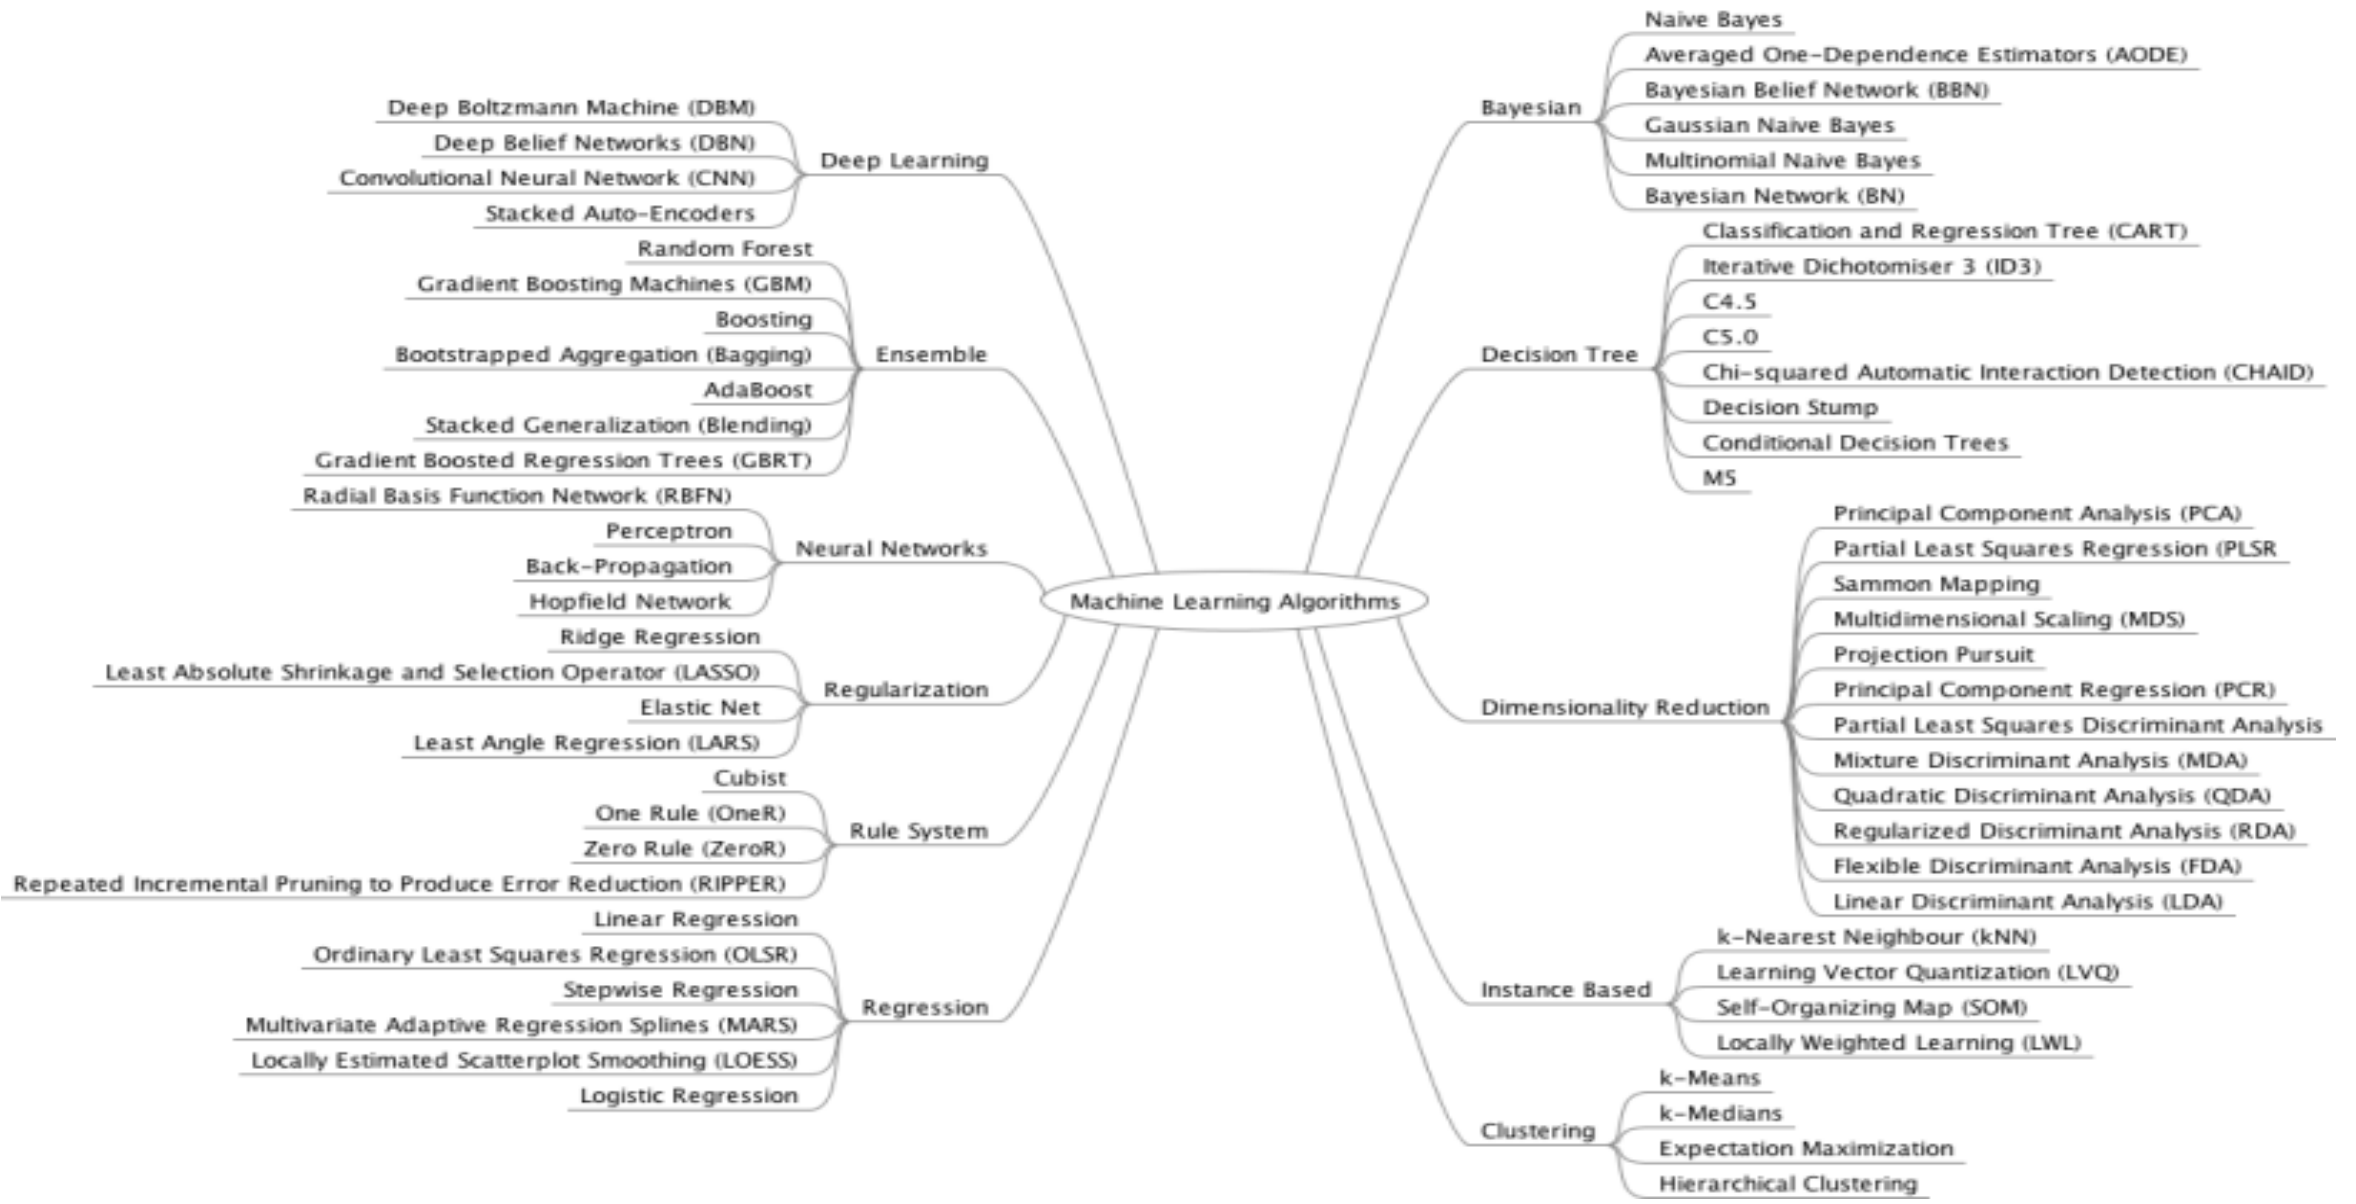 Machine Learning Algorithms
Deep Learning
Deep Boltzmann Machine (DBM)
Deep Belief Networks (DBN)
Convolutional Neural Network (CNN)
Stacked Auto-Encoders
Ensemble
Random Forest
Gradient Boosting Machines (GBM)
Boosting
Bootstrapped Aggregation (Bagging)
AdaBoost
Stacked Generalization (Blending)
Gradient Boosted Regression Trees (GBRT)
Neural Networks
Radial Basis Function Network (RBFN)
Perceptron
Back-Propagation
Hopfield Network
Regularization
Ridge Regression
Least Absolute Shrinkage and Selection Operator (LASSO)
Elastic Net
Least Angle Regression (LARS)
Rule System
Cubist
One Rule (OneR)
Zero Rule (ZeroR)
Repeated Incremental Pruning to Produce Error Reduction (RIPPER)
Regression
Linear Regression
Ordinary Least Squares Regression (OLSR)
Stepwise Regression
Multivariate Adaptive Regression Splines (MARS)
Locally Estimated Scatterplot Smoothing (LOESS)
Logistic Regression
Bayesian
Naive Bayes
Averaged One-Dependence Estimators (AODE)
Bayesian Belief Network (BBN)
Gaussian Naive Bayes
Multinomial Naive Bayes
Bayesian Network (BN)
Decision Tree
Classification and Regression Tree (CART)
Iterative Dichotomiser 3 (ID3)
C4.5
C5.0
Chi-squared Automatic Interaction Detection (CHAID)
Decision Stump
Conditional Decision Trees
M5
Dimensionality Reduction
Principal Component Analysis (PCA)
Partial Least Squares Regression (PLSR
Sammon Mapping
Multidimensional Scaling (MDS)
Projection Pursuit
Principal Component Regression (PCR)
Partial Least Squares Discriminant Analysis
Mixture Discriminant Analysis (MDA)
Quadratic Discriminant Analysis (QDA)
Regularized Discriminant Analysis (RDA)
Flexible Discriminant Analysis (FDA)
Linear Discriminant Analysis (LDA)
Instance Based
k-Nearest Neighbour (kNN)
Learning Vector Quantization (LVQ)
Self-Organizing Map (SOM)
Locally Weighted Learning (LWL)
Clustering
k-Means
k-Medians
Expectation Maximization
Hierarchical Clustering